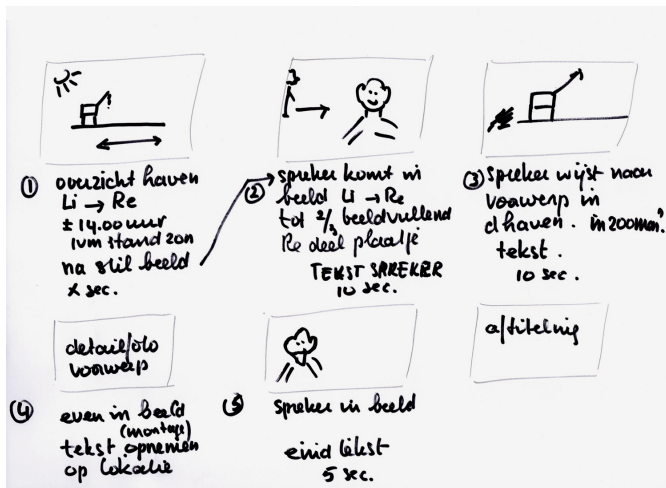 ① overzicht haven
Li → Re
± 14.00 uur
ivm stand zon
na stil beeld
x sec.
② spreker komt in
beeld Li → Re
tot 2/3 beeldvullend
Re deel plaatje
TEKST SPREKER
10 sec.
③ Spreker wijst naar
voorwerp in
d haven. in 200m en?
tekst.
10 sec.
detailfoto
voorwerp
④ even in beeld
(montage)
tekst opnemen
op lokatie
⑤ spreker in beeld
eind tekst
5 sec.
aftiteling